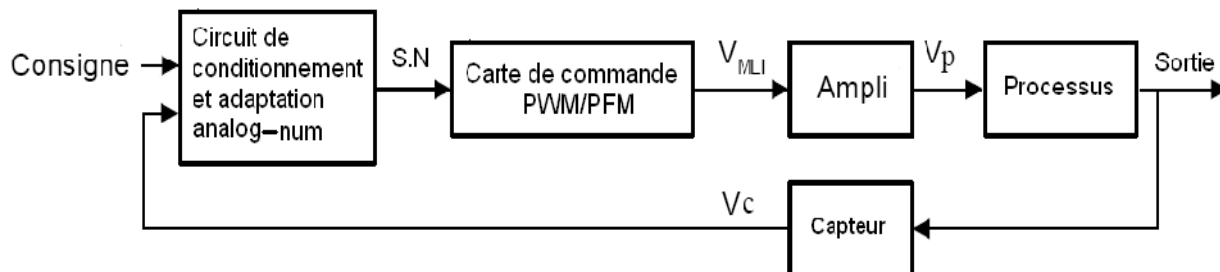 Consigne
Circuit de
conditionnement
et adaptation
analog-num
S.N
Carte de commande
PWM/PFM
V_MLI
Ampli
Vp
Processus
Sortie
Vc
Capteur